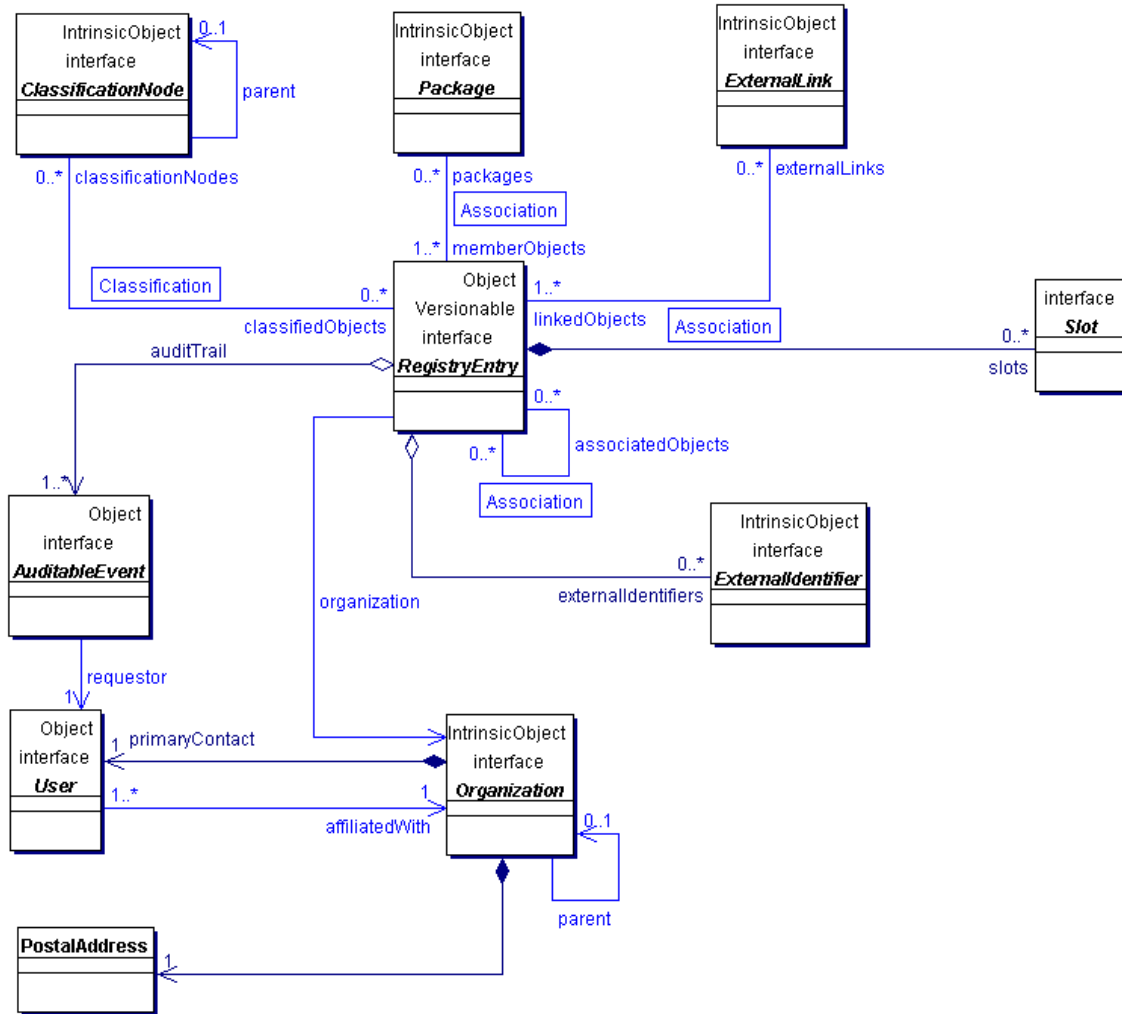 IntrinsicObject
interface
ClassificationNode
0..1
parent
0..*
classificationNodes
IntrinsicObject
interface
Package
0..*
packages
Association
1..*
memberObjects
IntrinsicObject
interface
ExternalLink
0..*
externalLinks
Classification
0..*
classifiedObjects
Object
Versionable
interface
RegistryEntry
1..*
linkedObjects
Association
interface
Slot
0..*
slots
auditTrail
1..*
0..*
0..*
associatedObjects
Association
Object
interface
AuditableEvent
IntrinsicObject
interface
ExternalIdentifier
0..*
externalIdentifiers
organization
requestor
1
Object
interface
User
1
primaryContact
1..*
1
affiliatedWith
IntrinsicObject
interface
Organization
0..1
parent
PostalAddress
1